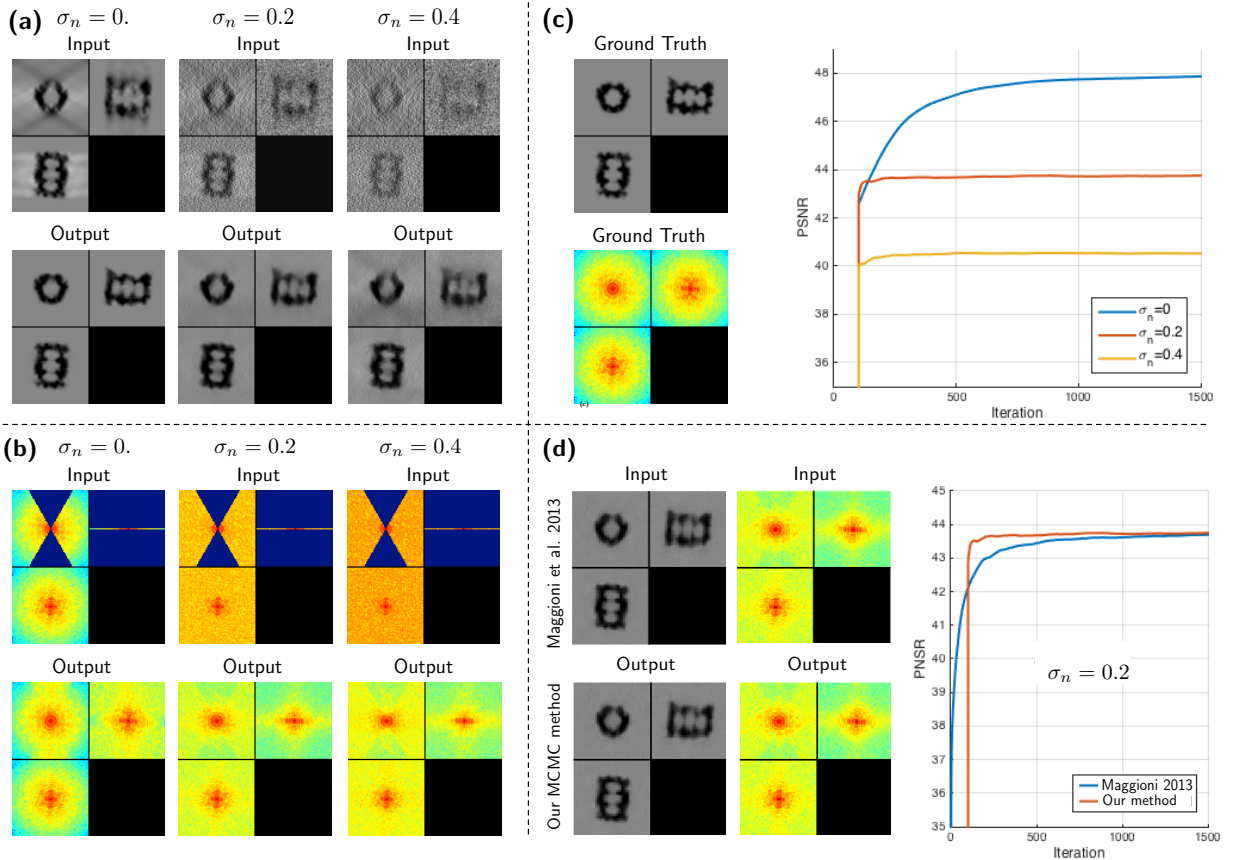 (a)
σn = 0. σn = 0.2 σn = 0.4
Input Input Input
Output Output Output
(b)
σn = 0. σn = 0.2 σn = 0.4
Input Input Input
Output Output Output
(c)
Ground Truth
Ground Truth
(c)
PSNR
48
46
44
42
40
38
36
0 500 1000 1500
Iteration
σn=0
σn=0.2
σn=0.4
(d)
Input Input
Maggioni et al. 2013
Output Output
Our MCMC method
PNSR
45
44
43
42
41
40
39
38
37
36
35
0 500 1000 1500
Iteration
σn = 0.2
Maggioni 2013
Our method